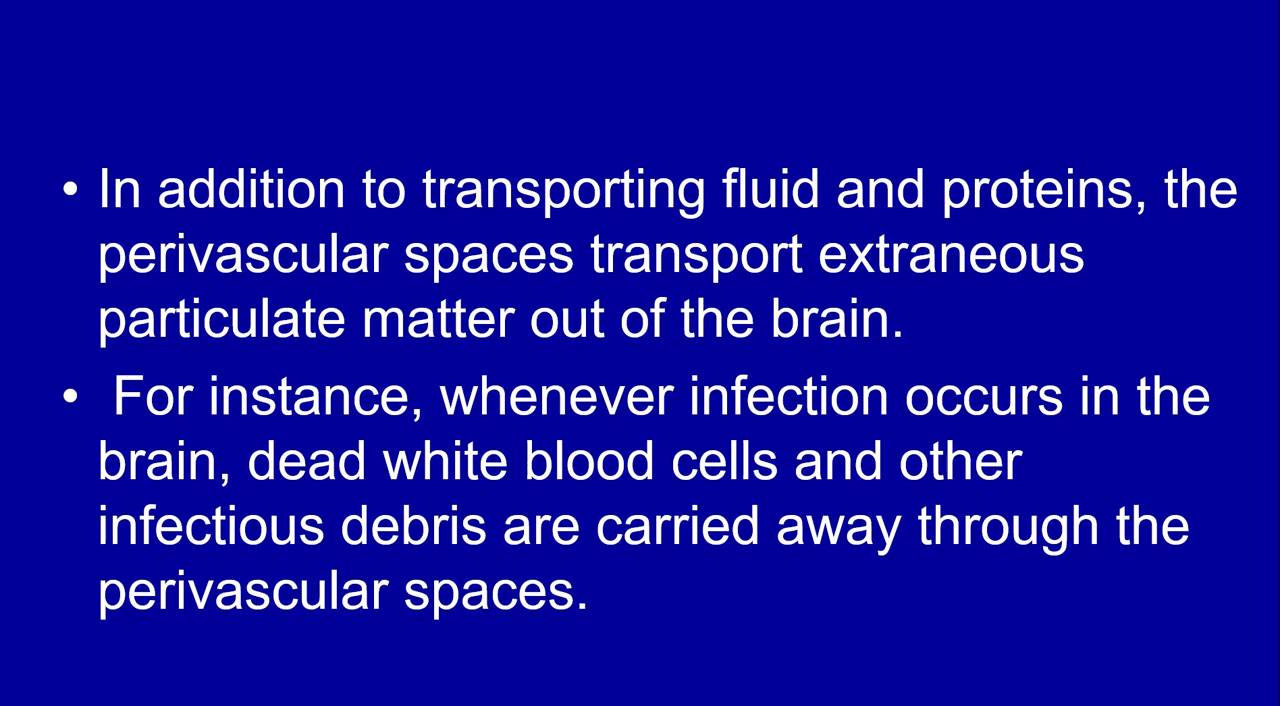 • In addition to transporting fluid and proteins, the
perivascular spaces transport extraneous
particulate matter out of the brain.
• For instance, whenever infection occurs in the
brain, dead white blood cells and other
infectious debris are carried away through the
perivascular spaces.